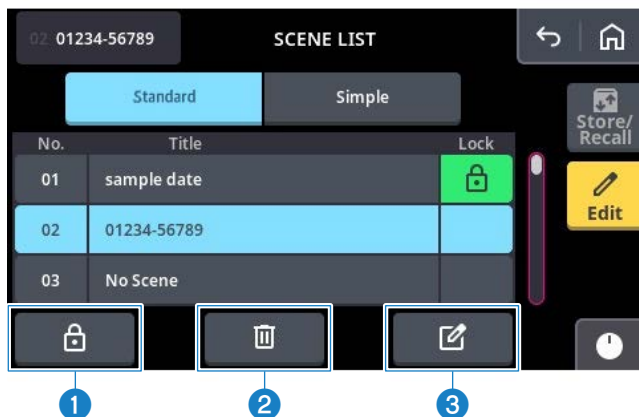 02 01234-56789 SCENE LIST
Standard Simple
Store/
Recall
No. Title Lock
01 sample date
Edit
02 01234-56789
03 No Scene
1 2 3